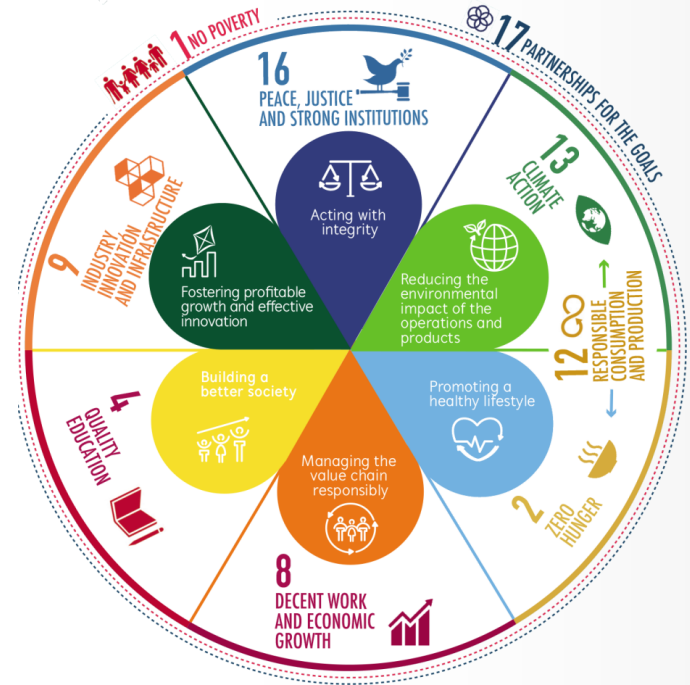 1 NO POVERTY
17 PARTNERSHIPS FOR THE GOALS
16
PEACE, JUSTICE
AND STRONG INSTITUTIONS
13
CLIMATE
ACTION
9
INDUSTRY,
INNOVATION
AND INFRASTRUCTURE
Acting with
integrity
Fostering profitable
growth and effective
innovation
Reducing the
environmental
impact of the
operations and
products
12
RESPONSIBLE
CONSUMPTION
AND PRODUCTION
Building a
better society
Promoting a
healthy lifestyle
4
QUALITY
EDUCATION
Managing the
value chain
responsibly
2
ZERO
HUNGER
8
DECENT WORK
AND ECONOMIC
GROWTH